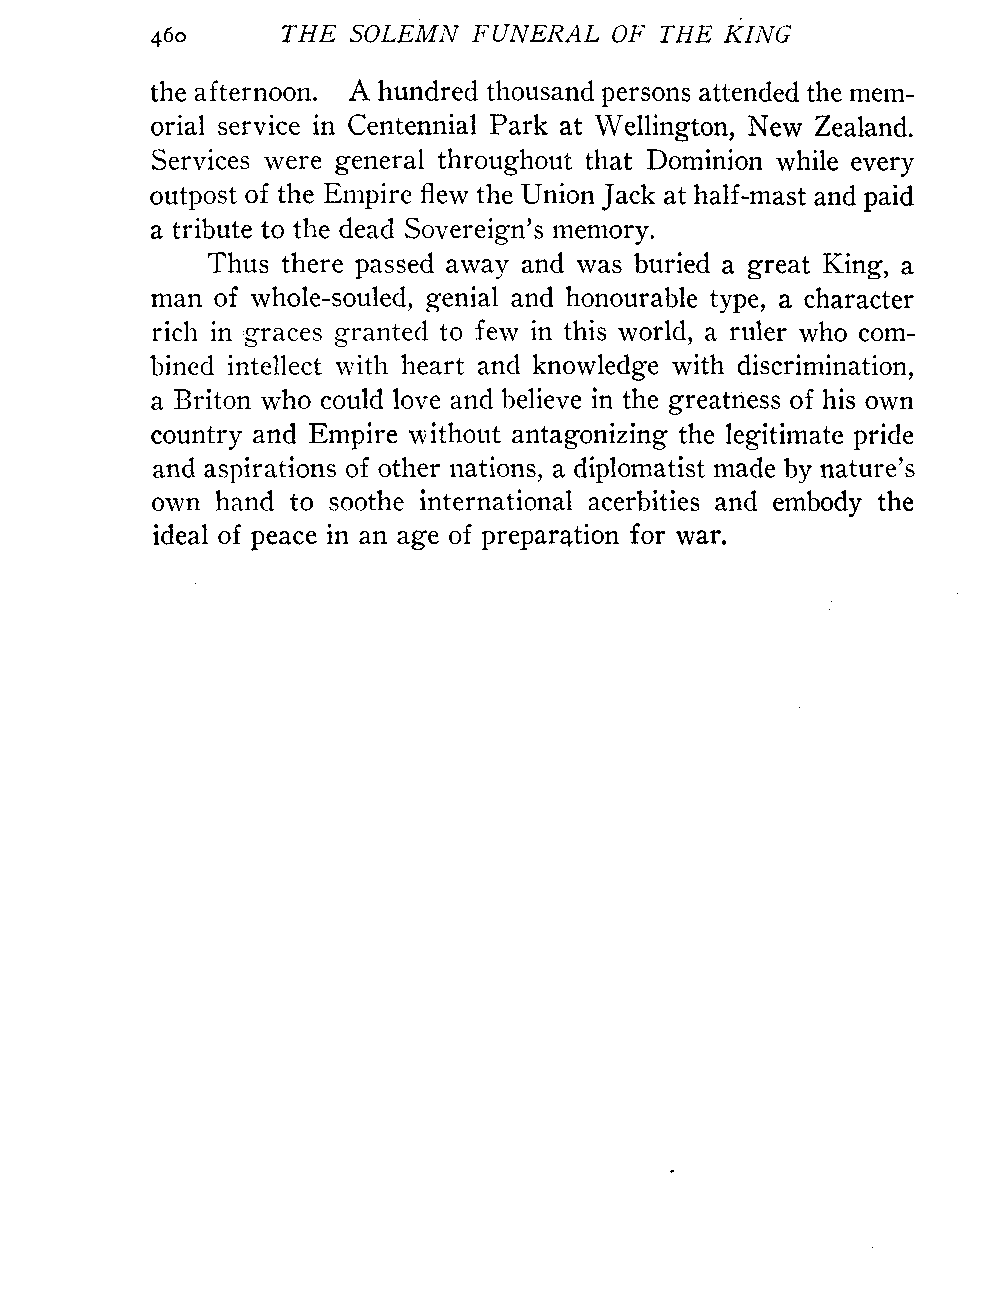 460 THE SOLEMN FUNERAL OF THE KING
the afternoon. A hundred thousand persons attended the mem-
orial service in Centennial Park at Wellington, New Zealand.
Services were general throughout that Dominion while every
outpost of the Empire flew the Union Jack at half-mast and paid
a tribute to the dead Sovereign's memory.
Thus there passed away and was buried a great King, a
man of whole-souled, genial and honourable type, a character
rich in graces granted to few in this world, a ruler who com-
bined intellect with heart and knowledge with discrimination,
a Briton who could love and believe in the greatness of his own
country and Empire without antagonizing the legitimate pride
and aspirations of other nations, a diplomatist made by nature's
own hand to soothe international acerbities and embody the
ideal of peace in an age of preparation for war.